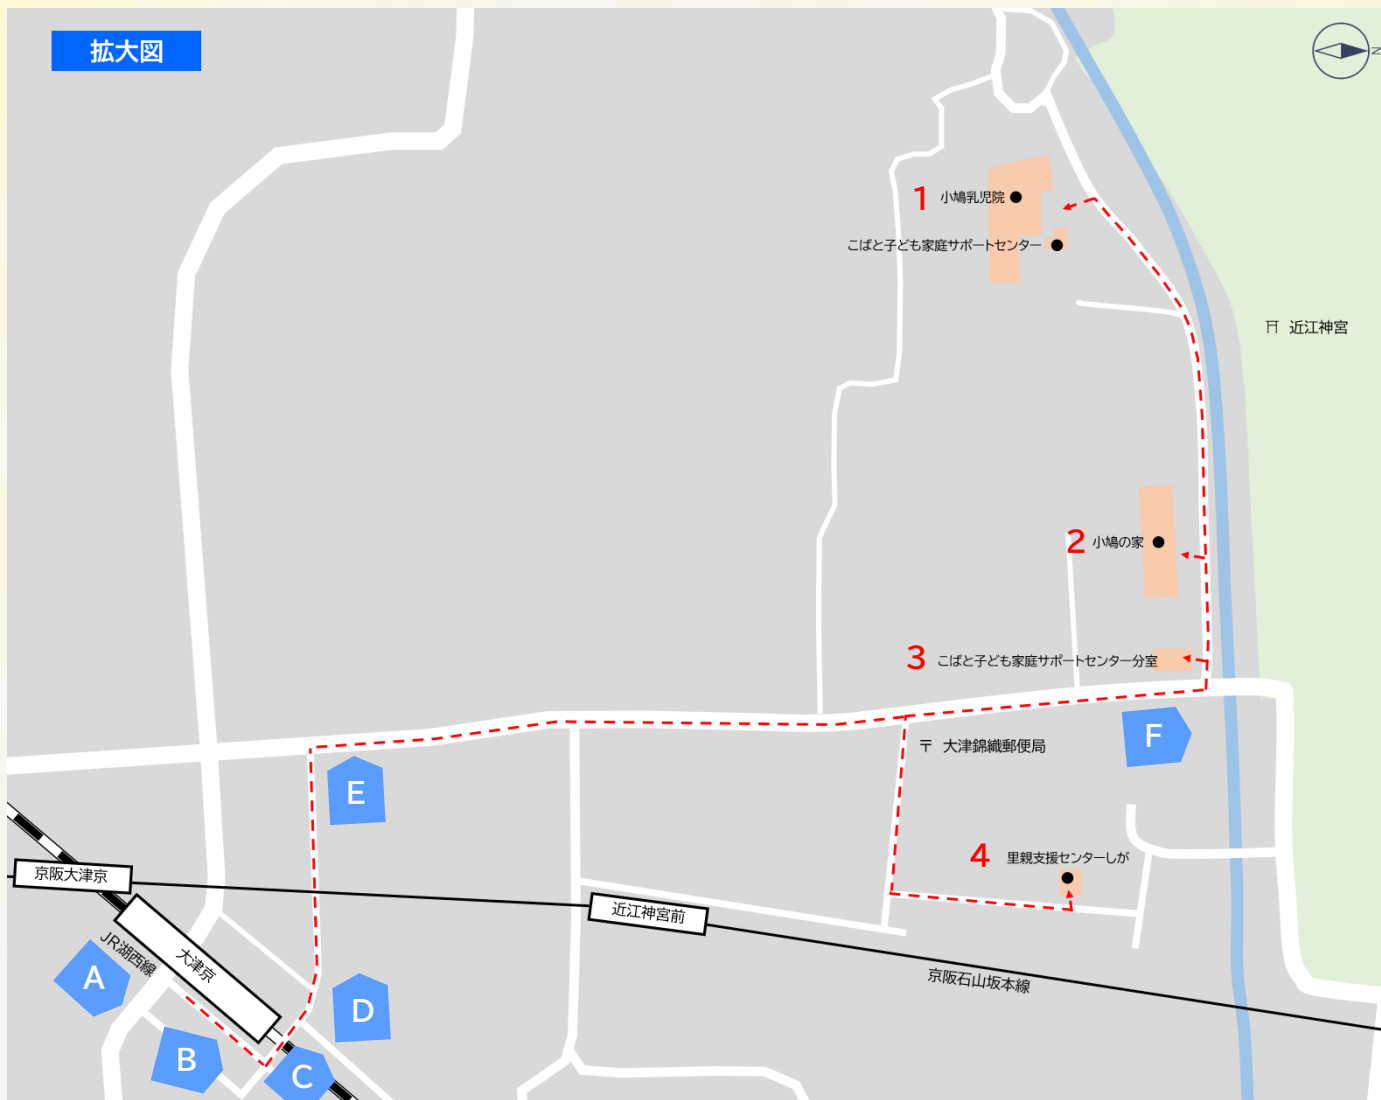 拡大図
N
1 小鳩乳児院
こばと子ども家庭サポートセンター
近江神宮
2 小鳩の家
3 こばと子ども家庭サポートセンター分室
〒 大津錦織郵便局
F
E
4 里親支援センターしが
京阪大津京
近江神宮前
JR湖西線
大津京
京阪石山坂本線
A
D
B
C